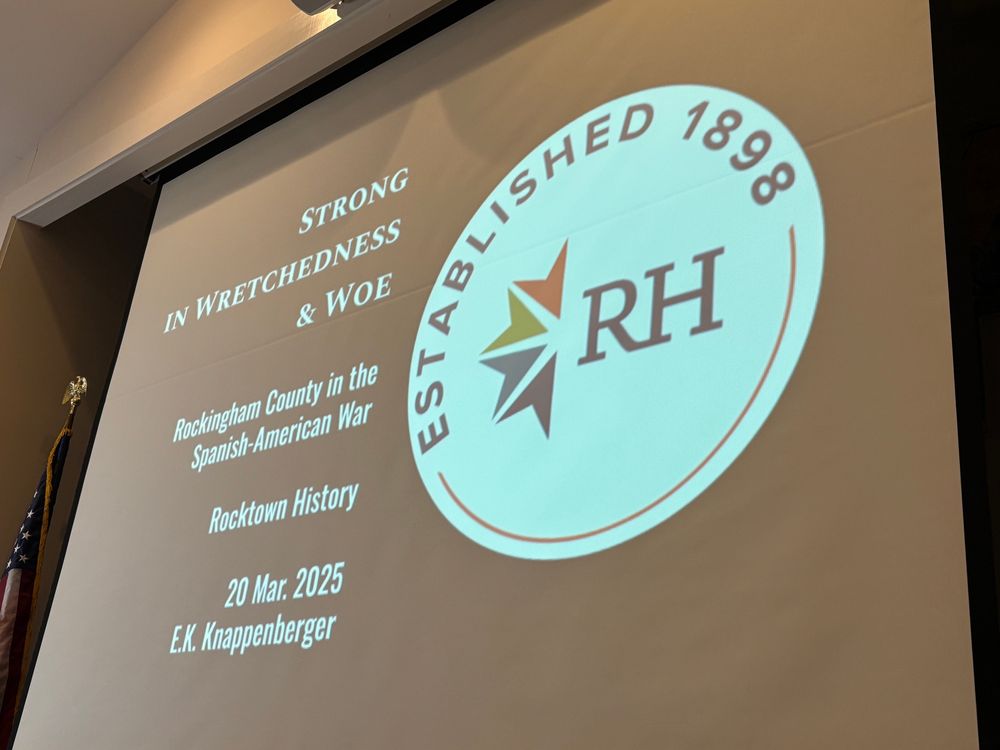 STRONG
IN WRETCHEDNESS
& WOE
Rockingham County in the
Spanish-American War
Rocktown History
20 Mar. 2025
E.K. Knappenberger
ESTABLISHED 1898
RH